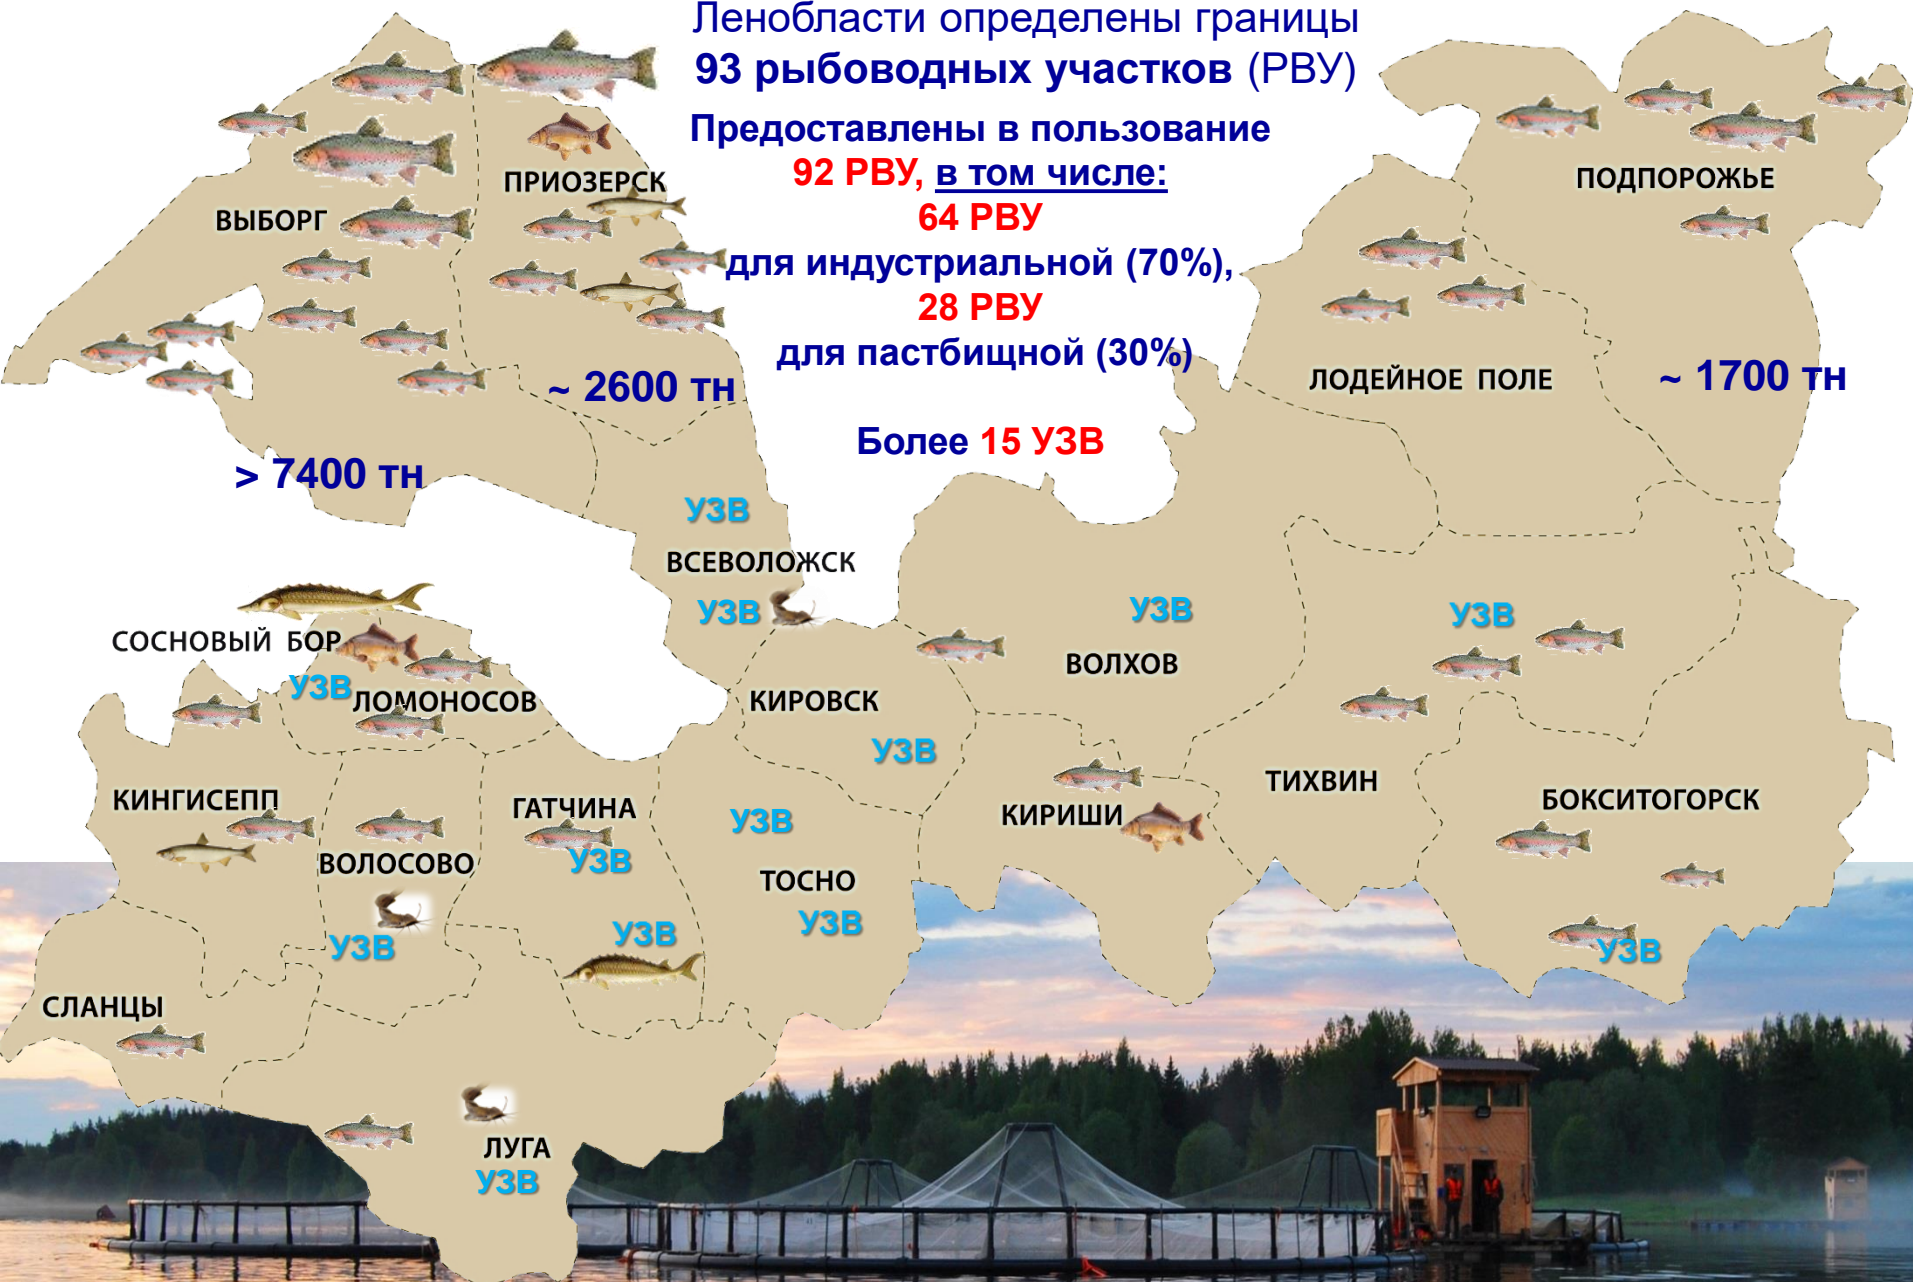 Ленобласти определены границы
93 рыбоводных участков (РВУ)
Предоставлены в пользование
92 РВУ, в том числе:
64 РВУ
для индустриальной (70%),
28 РВУ
для пастбищной (30%)
Более 15 УЗВ
ПРИОЗЕРСК
ВЫБОРГ
ПОДПОРОЖЬЕ
ЛОДЕЙНОЕ ПОЛЕ
~ 1700 тн
~ 2600 тн
> 7400 тн
УЗВ
ВСЕВОЛОЖСК
УЗВ
УЗВ
УЗВ
СОСНОВЫЙ БОР
ВОЛХОВ
УЗВ
ЛОМОНОСОВ
КИРОВСК
УЗВ
ТИХВИН
КИНГИСЕПП
ГАТЧИНА
УЗВ
КИРИШИ
БОКСИТОГОРСК
ВОЛОСОВО
УЗВ
ТОСНО
УЗВ
УЗВ
УЗВ
УЗВ
СЛАНЦЫ
ЛУГА
УЗВ